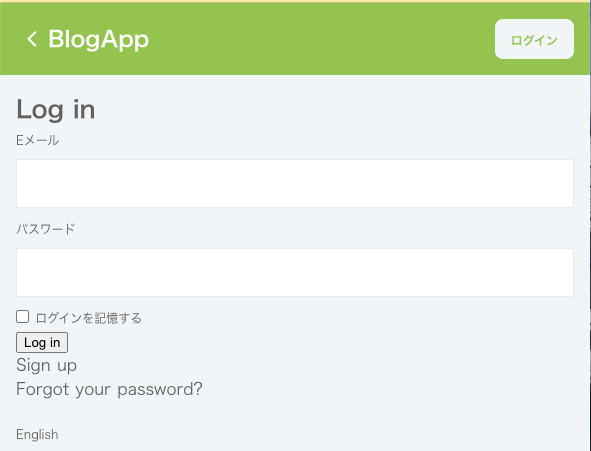 BlogApp
ログイン
Log in
Eメール
パスワード
ログインを記憶する
Log in
Sign up
Forgot your password?
English